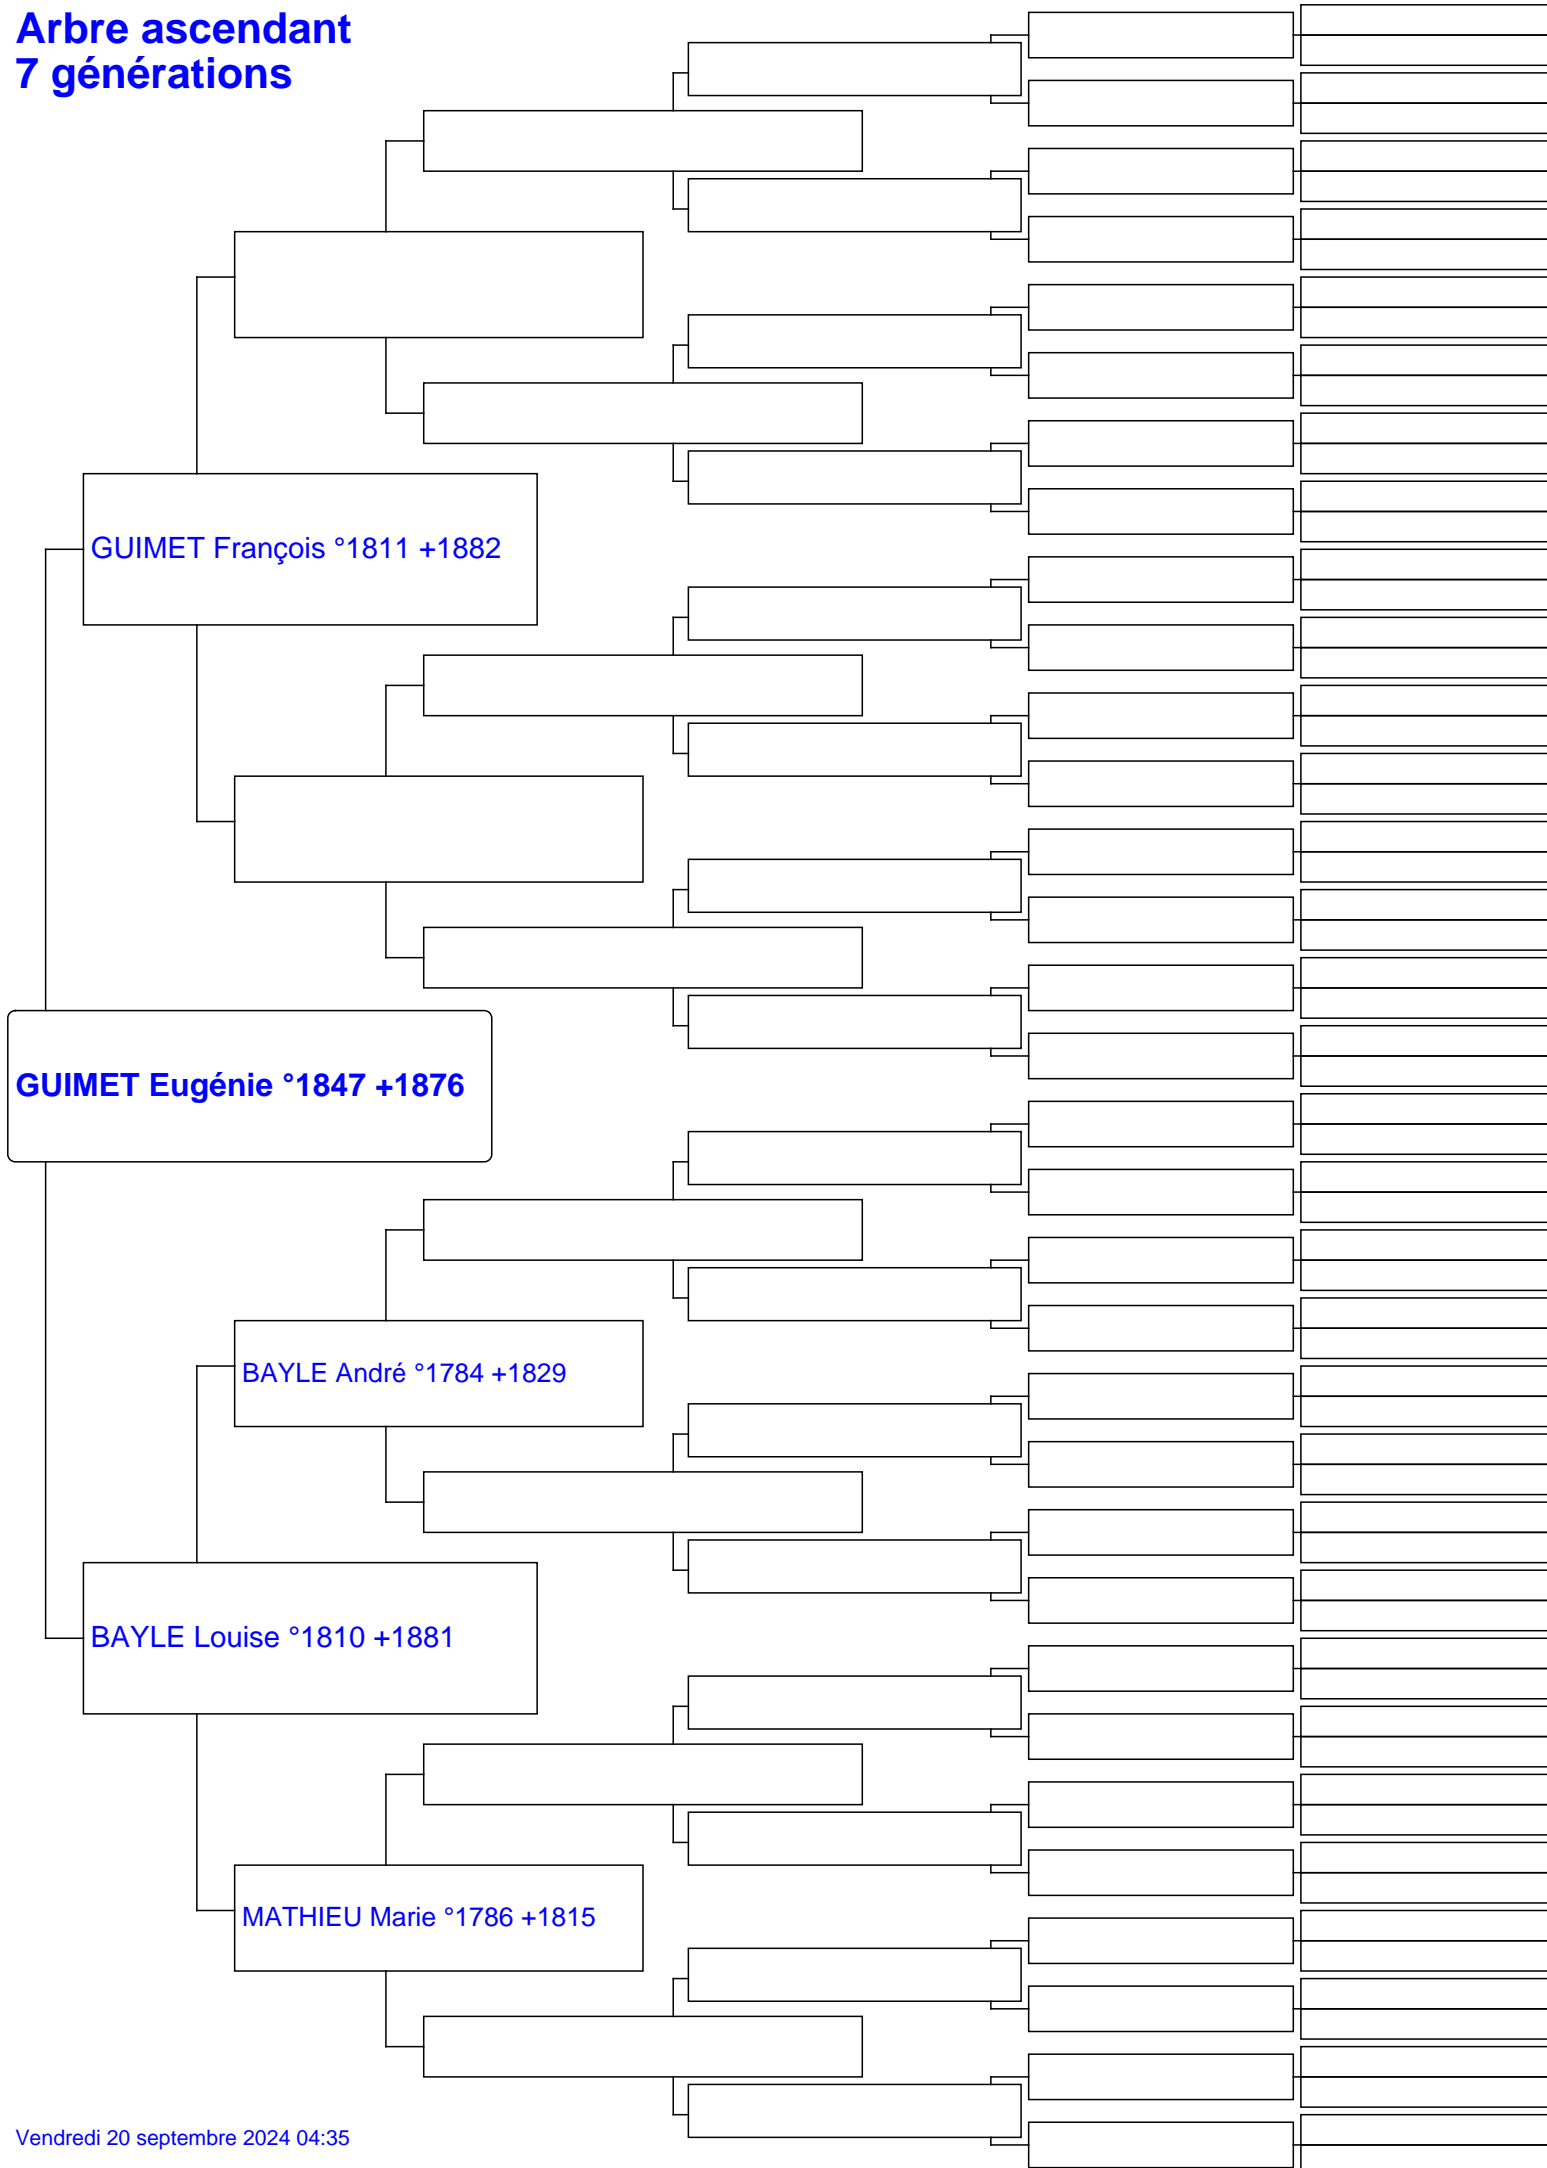 Arbre ascendant
7 générations
GUIMET François °1811 +1882
GUIMET Eugénie °1847 +1876
BAYLE André °1784 +1829
BAYLE Louise °1810 +1881
MATHIEU Marie °1786 +1815
Vendredi 20 septembre 2024 04:35